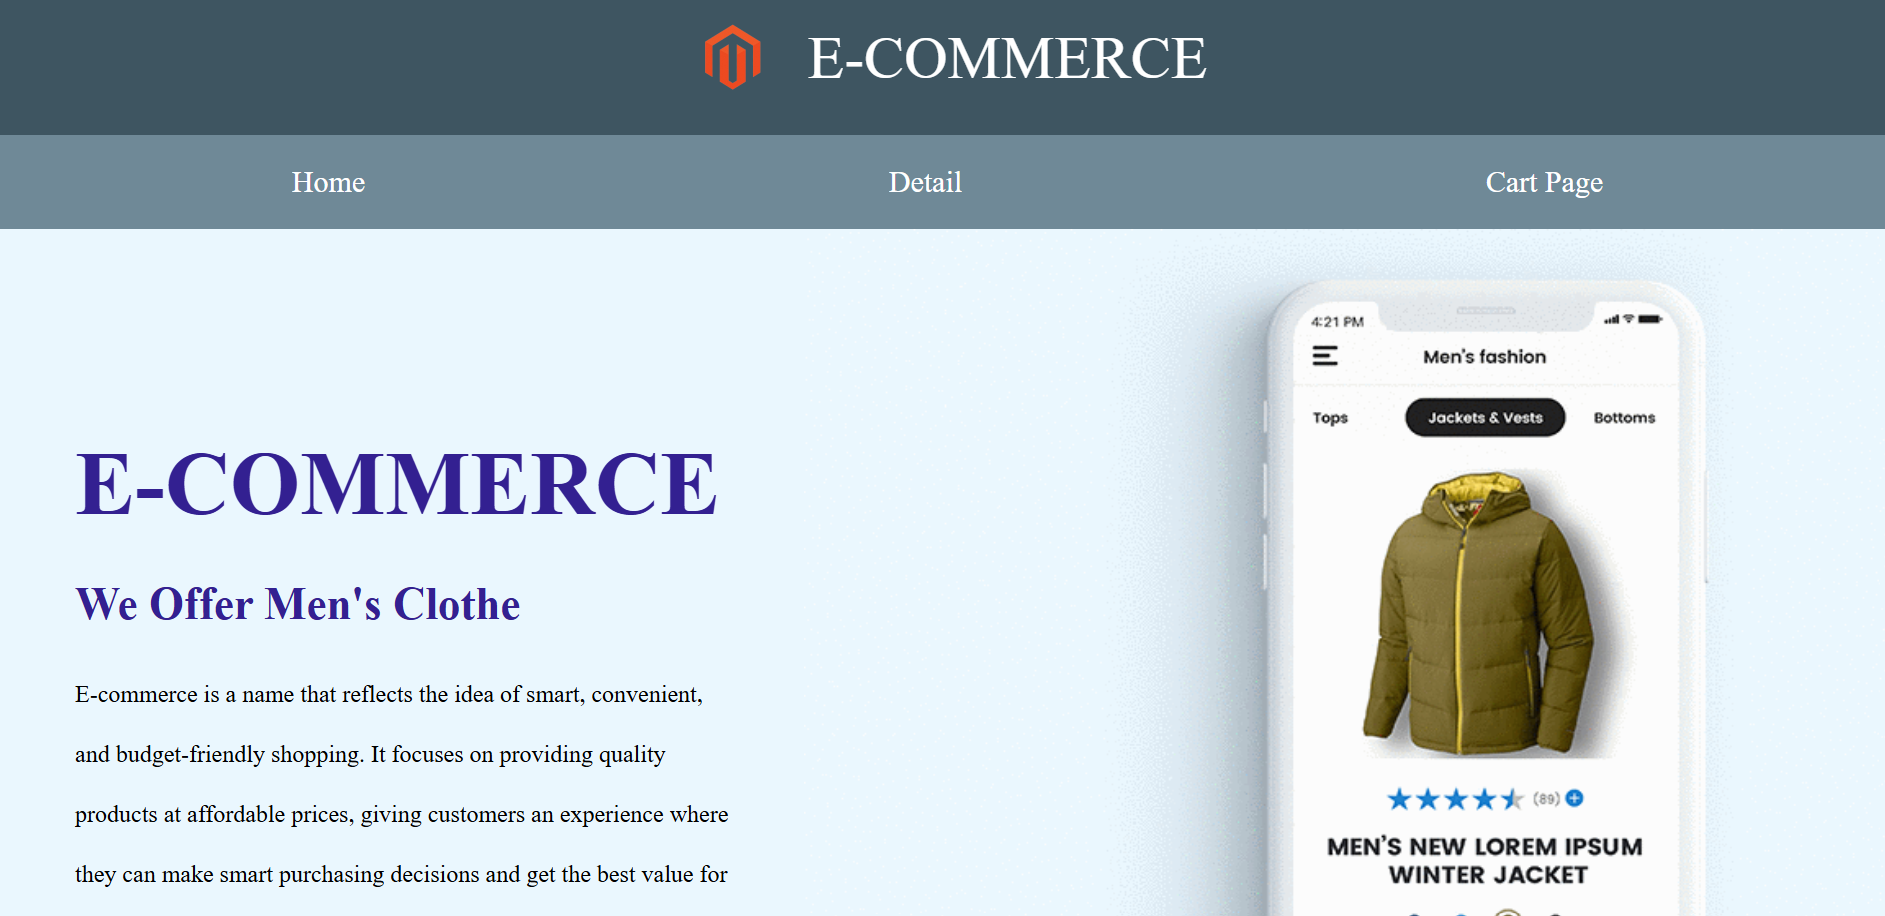 E-COMMERCE
Home
Detail
Cart Page
E-COMMERCE
We Offer Men's Clothe
E-commerce is a name that reflects the idea of smart, convenient,
and budget-friendly shopping. It focuses on providing quality
products at affordable prices, giving customers an experience where
they can make smart purchasing decisions and get the best value for
4:21 PM
Men's fashion
Tops
Jackets & Vests
Bottoms
(89)
MEN'S NEW LOREM IPSUM
WINTER JACKET